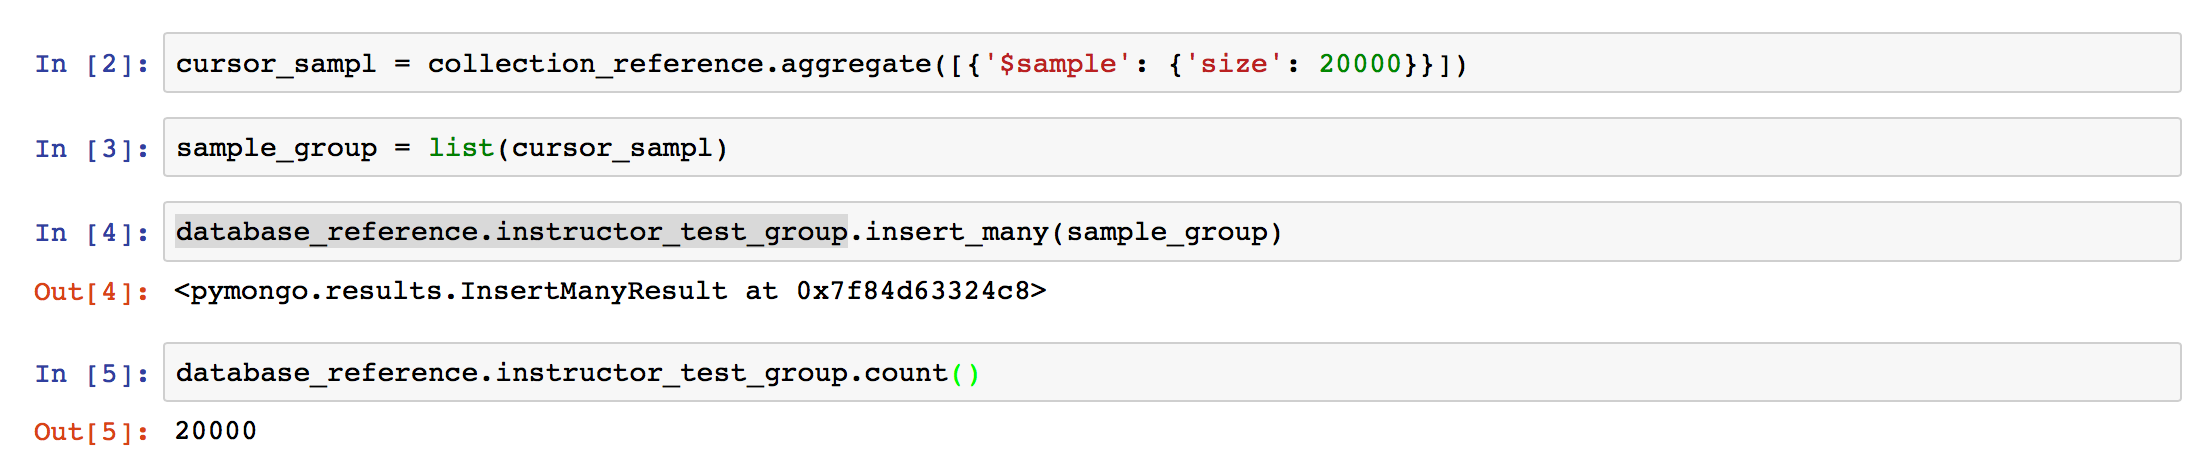 In [2]: cursor_sampl = collection_reference.aggregate([{'$sample': {'size': 20000}}])
In [3]: sample_group = list(cursor_sampl)
In [4]: database_reference.instructor_test_group.insert_many(sample_group)
Out[4]: <pymongo.results.InsertManyResult at 0x7f84d63324c8>
In [5]: database_reference.instructor_test_group.count()
Out[5]: 20000